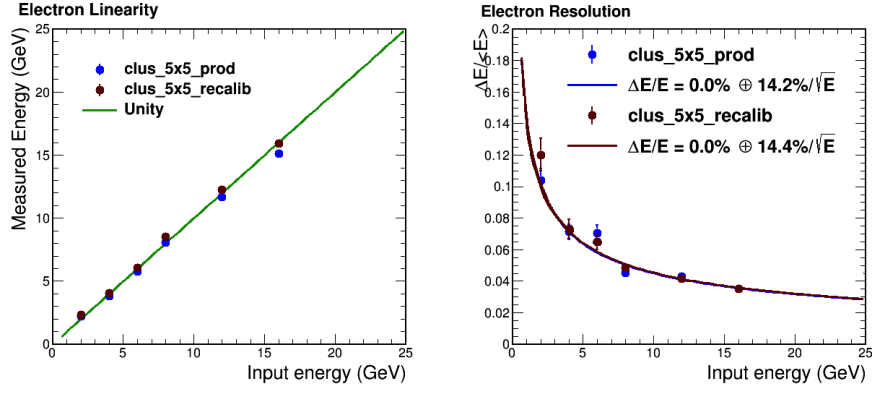 Electron Linearity
Measured Energy (GeV)
25
20
15
10
5
0
clus_5x5_prod
clus_5x5_recalib
Unity
0 5 10 15 20 25
Input energy (GeV)
Electron Resolution
ΔE/<E>
0.2
0.18
0.16
0.14
0.12
0.1
0.08
0.06
0.04
0.02
0
clus_5x5_prod
ΔE/E = 0.0% ⊕ 14.2%/√E
clus_5x5_recalib
ΔE/E = 0.0% ⊕ 14.4%/√E
0 5 10 15 20 25
Input energy (GeV)